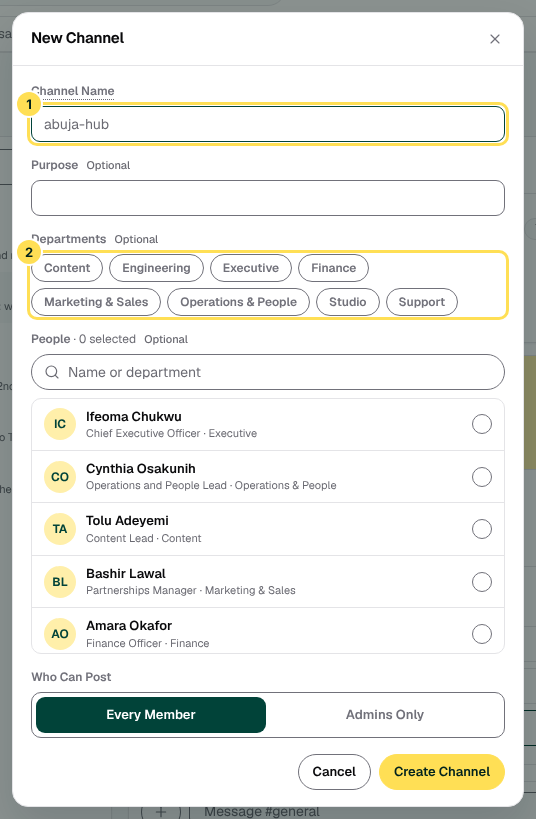 New Channel
Channel Name
1
abuja-hub
Purpose Optional
Departments Optional
2
Content Engineering Executive Finance
Marketing & Sales Operations & People Studio Support
People · 0 selected Optional
Name or department
IC Ifeoma Chukwu
Chief Executive Officer · Executive
CO Cynthia Osakunih
Operations and People Lead · Operations & People
TA Tolu Adeyemi
Content Lead · Content
BL Bashir Lawal
Partnerships Manager · Marketing & Sales
AO Amara Okafor
Finance Officer · Finance
Who Can Post
Every Member Admins Only
Cancel Create Channel
Message #general